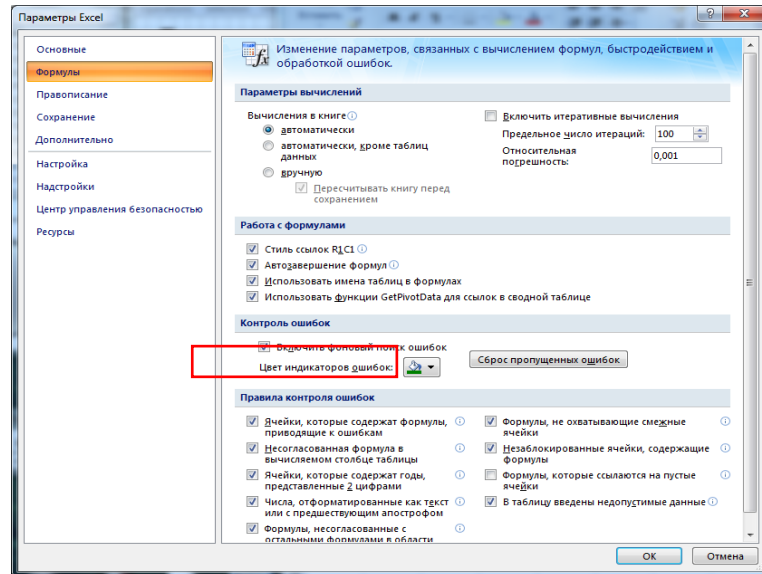 Параметры Excel
Основные
Формулы
Правописание
Сохранение
Дополнительно
Настройка
Надстройки
Центр управления безопасностью
Ресурсы
Изменение параметров, связанных с вычислением формул, быстродействием и
обработкой ошибок.
Параметры вычислений
Вычисления в книге
автоматически
автоматически, кроме таблиц
данных
вручную
Пересчитывать книгу перед
сохранением
Включить итеративные вычисления
Предельное число итераций: 100
Относительная
погрешность: 0,001
Работа с формулами
Стиль ссылок R1C1
Автозавершение формул
Использовать имена таблиц в формулах
Использовать функции GetPivotData для ссылок в сводной таблице
Контроль ошибок
Включить фоновый поиск ошибок
Цвет индикаторов ошибок:
Сброс пропущенных ошибок
Правила контроля ошибок
Ячейки, которые содержат формулы,
приводящие к ошибкам
Несогласованная формула в
вычисляемом столбце таблицы
Ячейки, которые содержат годы,
представленные 2 цифрами
Числа, отформатированные как текст
или с предшествующим апострофом
Формулы, несогласованные с
остальными формулами в области
Формулы, не охватывающие смежные
ячейки
Незаблокированные ячейки, содержащие
формулы
Формулы, которые ссылаются на пустые
ячейки
В таблицу введены недопустимые данные
ОК
Отмена